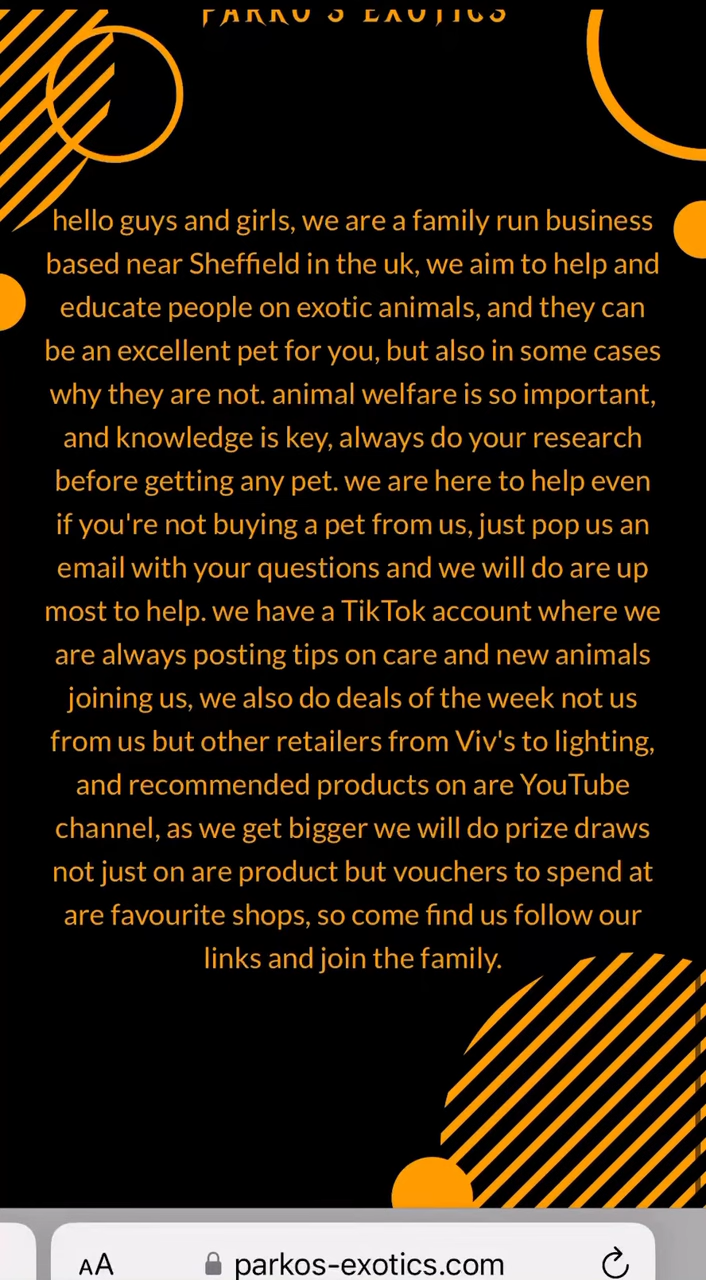 PARKO'S EXOTICS
hello guys and girls, we are a family run business
based near Sheffield in the uk, we aim to help and
educate people on exotic animals, and they can
be an excellent pet for you, but also in some cases
why they are not. animal welfare is so important,
and knowledge is key, always do your research
before getting any pet. we are here to help even
if you're not buying a pet from us, just pop us an
email with your questions and we will do are up
most to help. we have a TikTok account where we
are always posting tips on care and new animals
joining us, we also do deals of the week not us
from us but other retailers from Viv's to lighting,
and recommended products on are YouTube
channel, as we get bigger we will do prize draws
not just on are product but vouchers to spend at
are favourite shops, so come find us follow our
links and join the family.
AA parkos-exotics.com